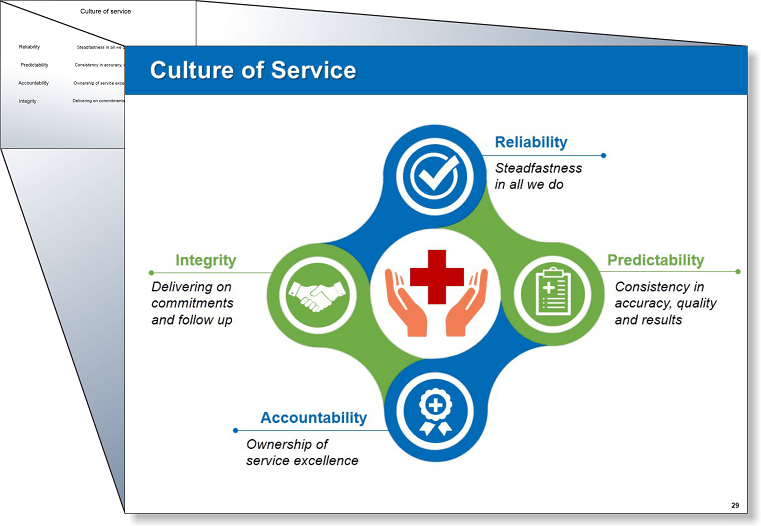 Culture of service
Reliability
Steadfastness in all we
Predictability
Consistency in accuracy,
Accountability
Ownership of service
Integrity
Delivering on commitments
Culture of Service
Reliability
Steadfastness
in all we do
Integrity
Delivering on
commitments
and follow up
Predictability
Consistency in
accuracy, quality
and results
Accountability
Ownership of
service excellence
29